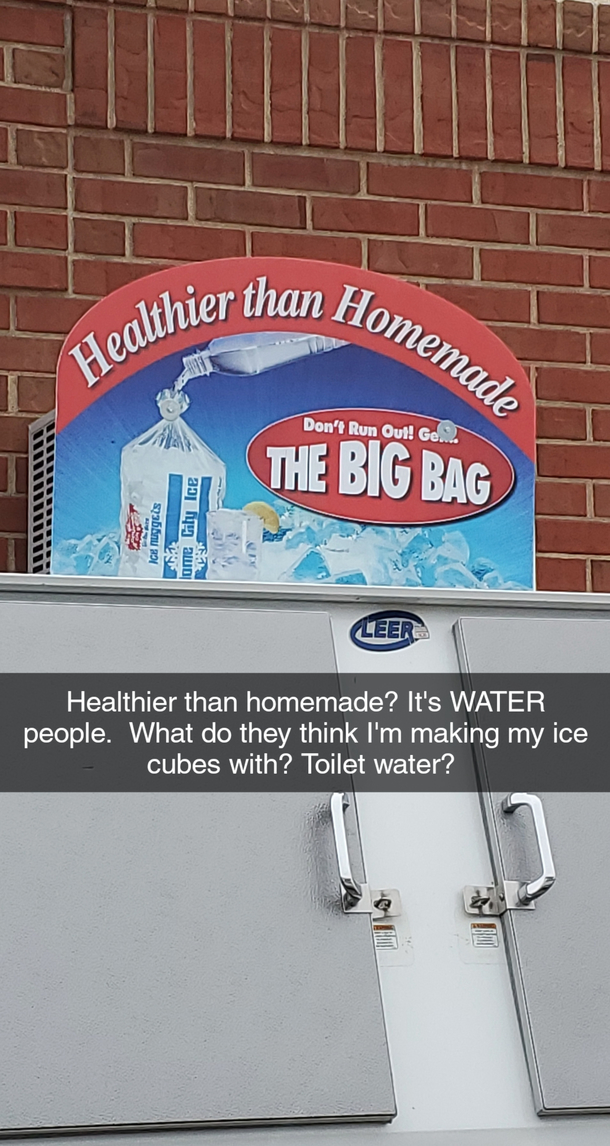 Healthier than Homemade
Don't Run Out! Ge...
THE BIG BAG
Ice nuggets
ome City Ice
LEER
Healthier than homemade? It's WATER
people.  What do they think I'm making my ice
cubes with? Toilet water?